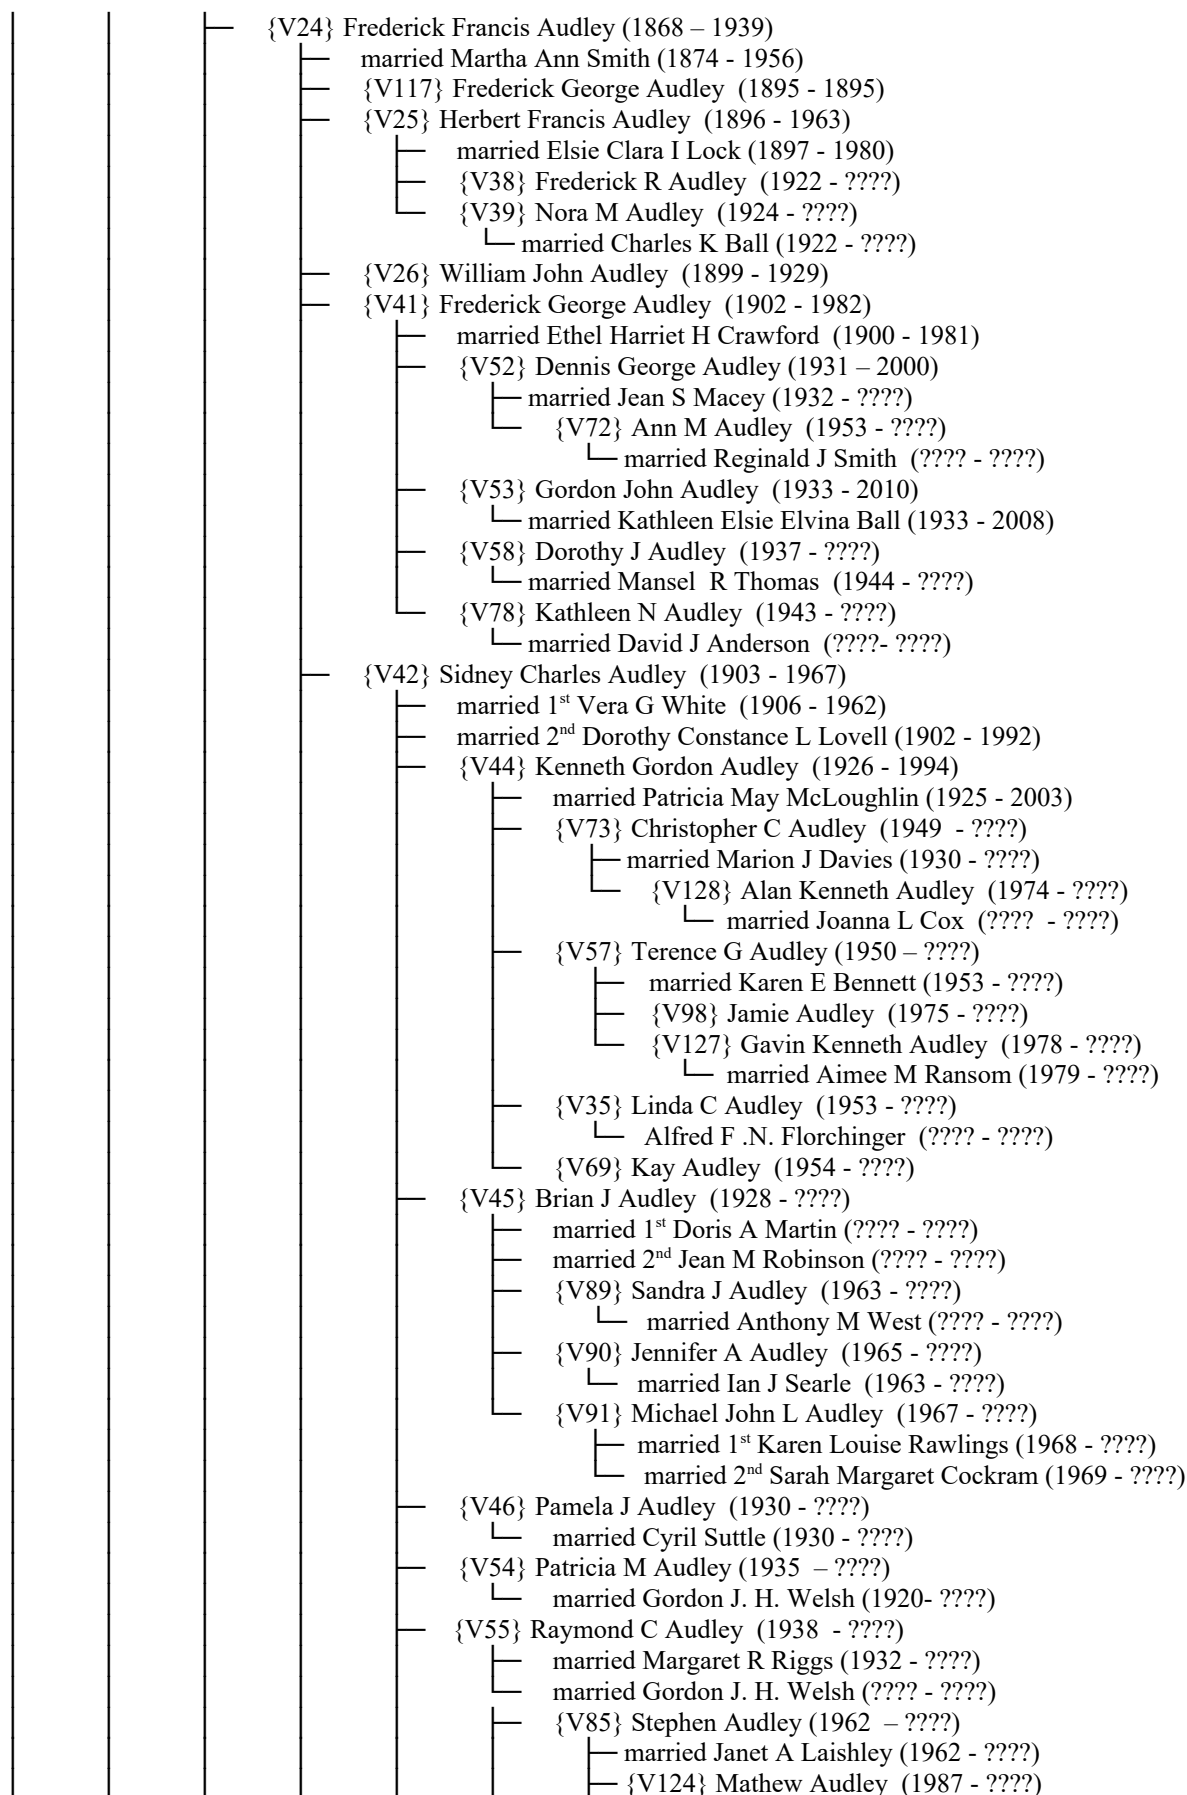 {V24} Frederick Francis Audley (1868 – 1939)
married Martha Ann Smith (1874 - 1956)
{V117} Frederick George Audley (1895 - 1895)
{V25} Herbert Francis Audley (1896 - 1963)
married Elsie Clara I Lock (1897 - 1980)
{V38} Frederick R Audley (1922 - ????)
{V39} Nora M Audley (1924 - ????)
married Charles K Ball (1922 - ????)
{V26} William John Audley (1899 - 1929)
{V41} Frederick George Audley (1902 - 1982)
married Ethel Harriet H Crawford (1900 - 1981)
{V52} Dennis George Audley (1931 – 2000)
married Jean S Macey (1932 - ????)
{V72} Ann M Audley (1953 - ????)
married Reginald J Smith (???? - ????)
{V53} Gordon John Audley (1933 - 2010)
married Kathleen Elsie Elvina Ball (1933 - 2008)
{V58} Dorothy J Audley (1937 - ????)
married Mansel R Thomas (1944 - ????)
{V78} Kathleen N Audley (1943 - ????)
married David J Anderson (????- ????)
{V42} Sidney Charles Audley (1903 - 1967)
married 1st Vera G White (1906 - 1962)
married 2nd Dorothy Constance L Lovell (1902 - 1992)
{V44} Kenneth Gordon Audley (1926 - 1994)
married Patricia May McLoughlin (1925 - 2003)
{V73} Christopher C Audley (1949 - ????)
married Marion J Davies (1930 - ????)
{V128} Alan Kenneth Audley (1974 - ????)
married Joanna L Cox (???? - ????)
{V57} Terence G Audley (1950 – ????)
married Karen E Bennett (1953 - ????)
{V98} Jamie Audley (1975 - ????)
{V127} Gavin Kenneth Audley (1978 - ????)
married Aimee M Ransom (1979 - ????)
{V35} Linda C Audley (1953 - ????)
Alfred F .N. Florchinger (???? - ????)
{V69} Kay Audley (1954 - ????)
{V45} Brian J Audley (1928 - ????)
married 1st Doris A Martin (???? - ????)
married 2nd Jean M Robinson (???? - ????)
{V89} Sandra J Audley (1963 - ????)
married Anthony M West (???? - ????)
{V90} Jennifer A Audley (1965 - ????)
married Ian J Searle (1963 - ????)
{V91} Michael John L Audley (1967 - ????)
married 1st Karen Louise Rawlings (1968 - ????)
married 2nd Sarah Margaret Cockram (1969 - ????)
{V46} Pamela J Audley (1930 - ????)
married Cyril Suttle (1930 - ????)
{V54} Patricia M Audley (1935 – ????)
married Gordon J. H. Welsh (1920- ????)
{V55} Raymond C Audley (1938 - ????)
married Margaret R Riggs (1932 - ????)
married Gordon J. H. Welsh (???? - ????)
{V85} Stephen Audley (1962 – ????)
married Janet A Laishley (1962 - ????)
{V124} Mathew Audley (1987 - ????)